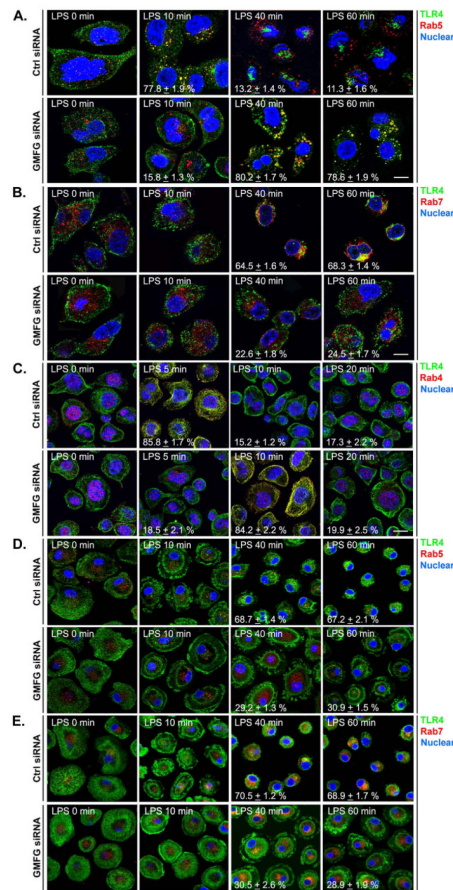 A.
Ctrl siRNA
LPS 0 min
LPS 10 min
77.8 ± 1.9 %
LPS 40 min
13.2 ± 1.4 %
LPS 60 min
11.3 ± 1.6 %
TLR4
Rab5
Nuclear
GMFG siRNA
LPS 0 min
LPS 10 min
15.8 ± 1.3 %
LPS 40 min
80.2 ± 1.7 %
LPS 60 min
78.6 ± 1.9 %
B.
Ctrl siRNA
LPS 0 min
LPS 10 min
LPS 40 min
64.5 ± 1.6 %
LPS 60 min
68.3 ± 1.4 %
TLR4
Rab7
Nuclear
GMFG siRNA
LPS 0 min
LPS 10 min
LPS 40 min
22.6 ± 1.8 %
LPS 60 min
24.5 ± 1.7 %
C.
Ctrl siRNA
LPS 0 min
LPS 5 min
85.8 ± 1.7 %
LPS 10 min
15.2 ± 1.2 %
LPS 20 min
17.3 ± 2.2 %
TLR4
Rab4
Nuclear
GMFG siRNA
LPS 0 min
LPS 5 min
18.5 ± 2.1 %
LPS 10 min
84.2 ± 2.2 %
LPS 20 min
19.9 ± 2.5 %
D.
Ctrl siRNA
LPS 0 min
LPS 10 min
LPS 40 min
68.7 ± 1.4 %
LPS 60 min
67.2 ± 2.1 %
TLR4
Rab5
Nuclear
GMFG siRNA
LPS 0 min
LPS 10 min
LPS 40 min
29.2 ± 1.3 %
LPS 60 min
30.9 ± 1.5 %
E.
Ctrl siRNA
LPS 0 min
LPS 10 min
LPS 40 min
70.5 ± 1.2 %
LPS 60 min
68.9 ± 1.7 %
TLR4
Rab7
Nuclear
GMFG siRNA
LPS 0 min
LPS 10 min
LPS 40 min
30.5 ± 2.6 %
LPS 60 min
28.9 ± 1.9 %